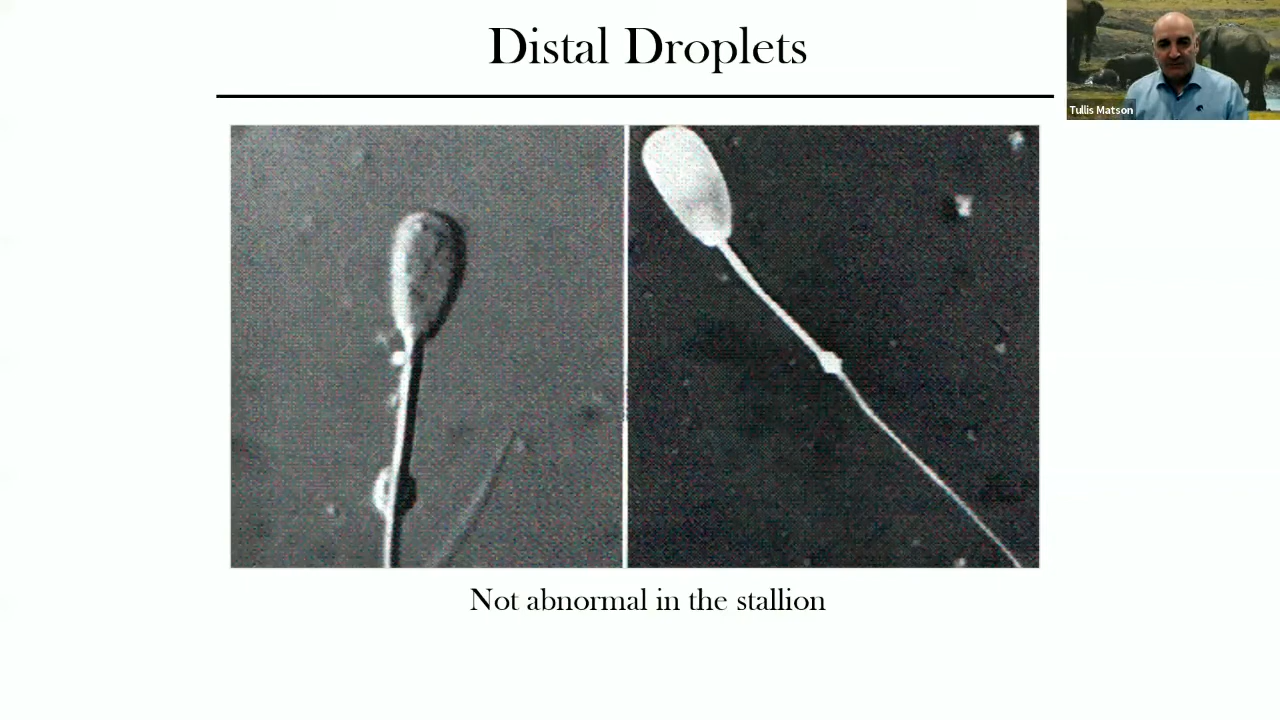 Distal Droplets
Tullis Matson
Not abnormal in the stallion